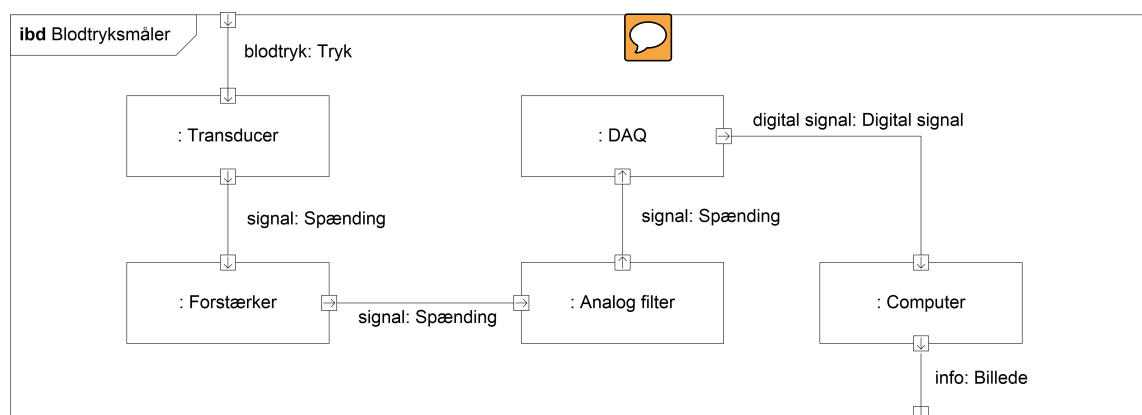 ibd Blodtryksmåler
blodtryk: Tryk
: Transducer
signal: Spænding
: Forstærker
signal: Spænding
: Analog filter
signal: Spænding
: DAQ
digital signal: Digital signal
: Computer
info: Billede